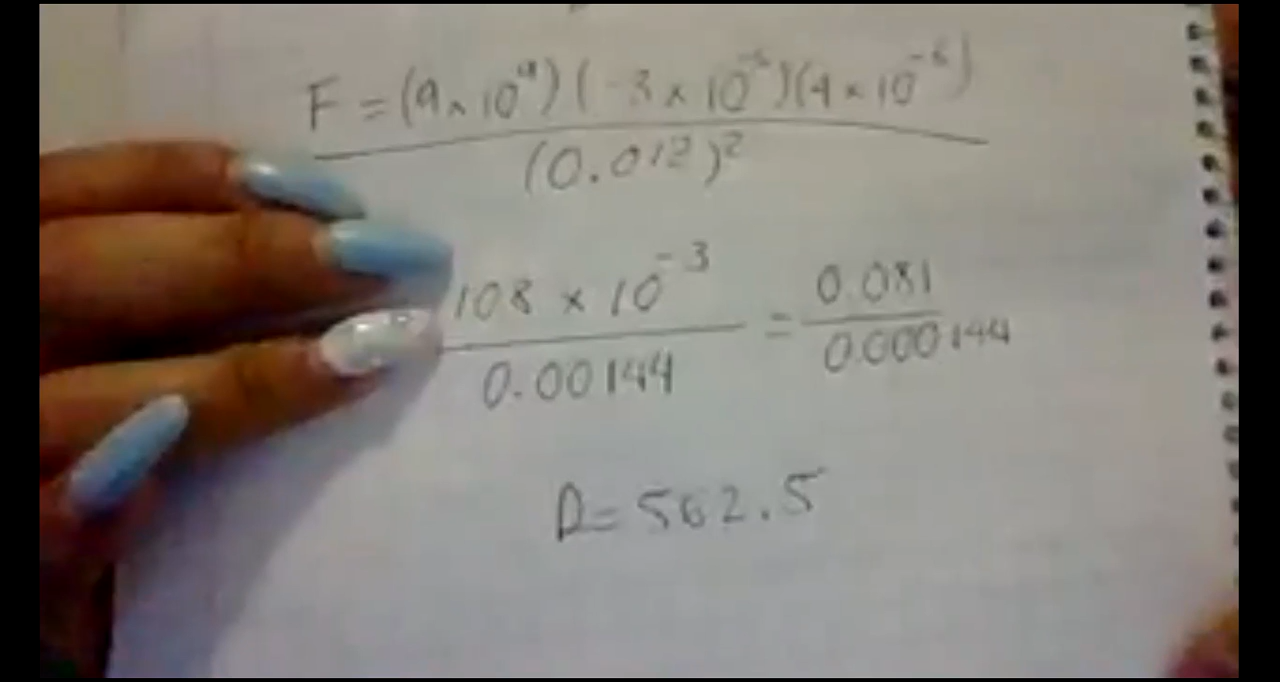 F = (9 x 10⁹) (-3 x 10⁻⁶)(4 x 10⁻⁶)
(0.012)²
108 x 10⁻³ = 0.081
0.00144 0.000144
R= 562.5